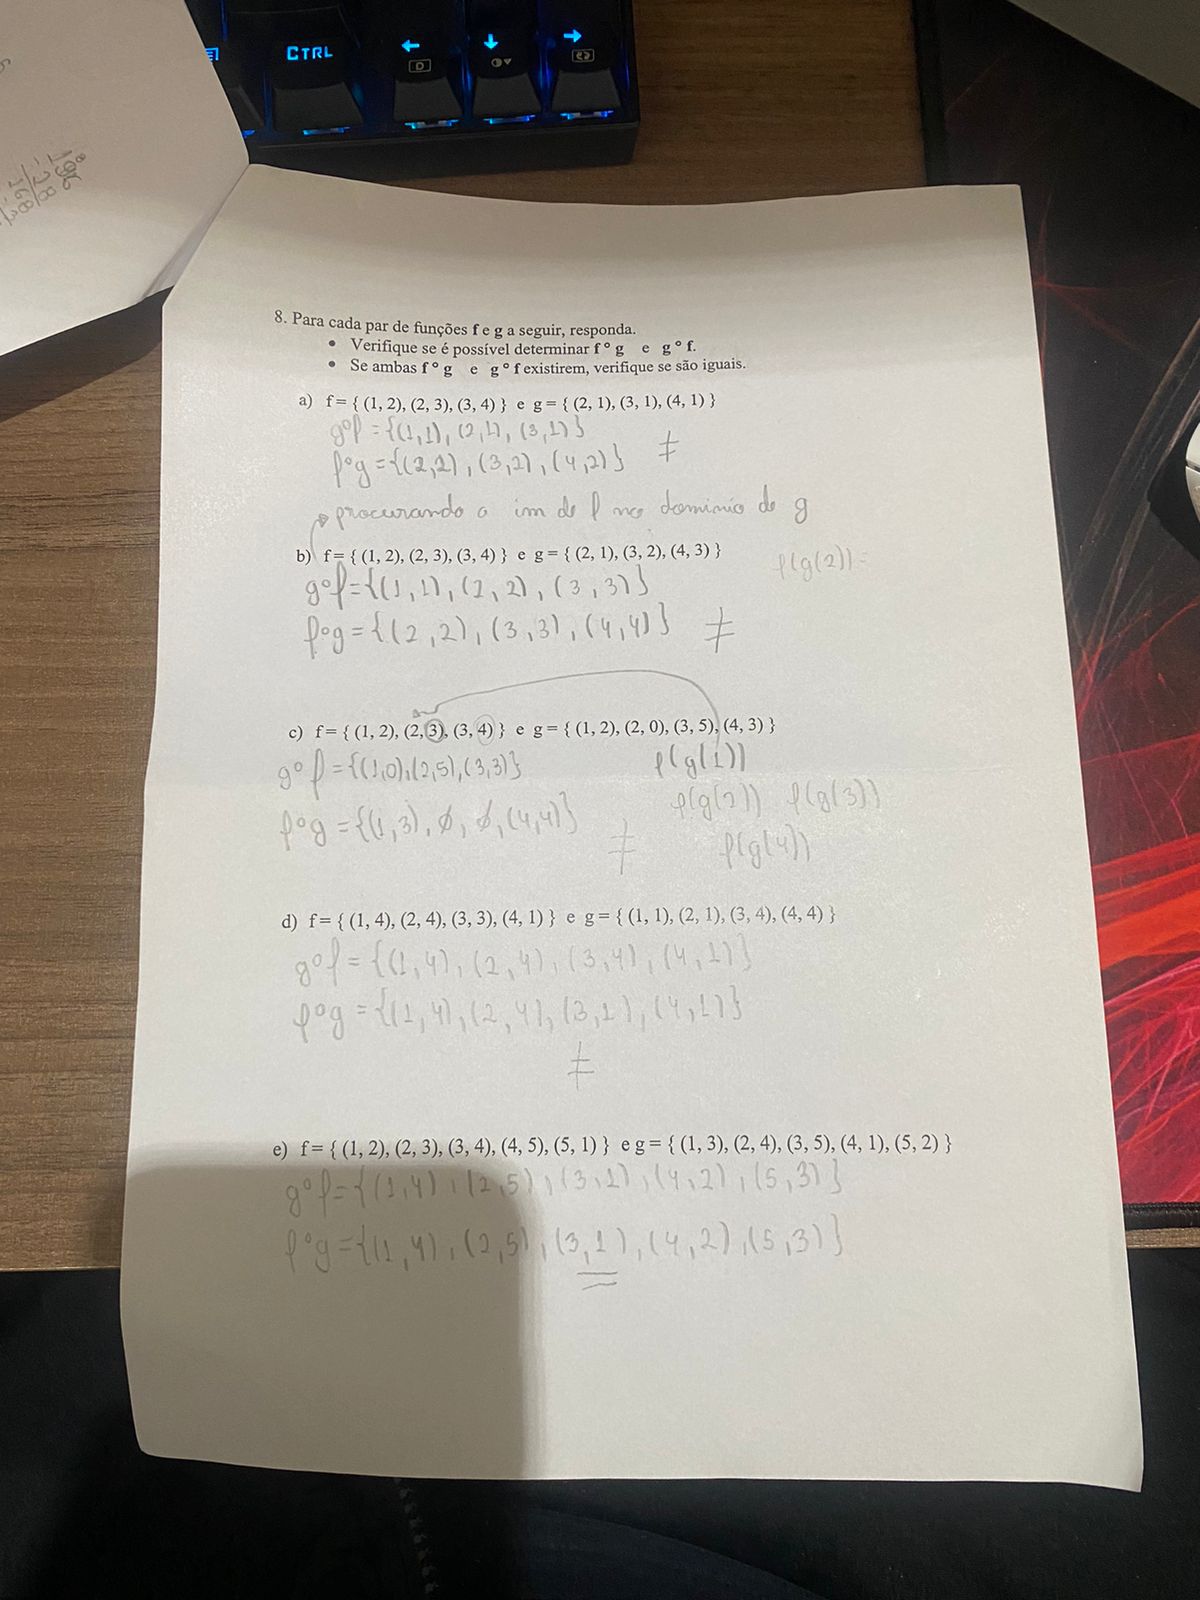 CTRL
D
8. Para cada par de funções f e g a seguir, responda.
• Verifique se é possível determinar f ° g e g ° f.
• Se ambas f ° g e g ° f existirem, verifique se são iguais.
a) f = { (1, 2), (2, 3), (3, 4) } e g = { (2, 1), (3, 1), (4, 1) }
g°f = {(1,1), (2,1), (3,1)}
f°g = {(2,2), (3,2), (4,2)} ≠
procurando a im de f no dominio de g
b) f = { (1, 2), (2, 3), (3, 4) } e g = { (2, 1), (3, 2), (4, 3) }
f(g(2)) =
g°f = {(1,1), (2,2), (3,3)}
f°g = {(2,2), (3,3), (4,4)} ≠
c) f = { (1, 2), (2, 3), (3, 4) } e g = { (1, 2), (2, 0), (3, 5), (4, 3) }
g°f = {(1,0), (2,5), (3,3)} f(g(1))
f(g(2)) f(g(3))
f°g = {(1,3), ∅, ∅, (4,4)} ≠ f(g(4))
d) f = { (1, 4), (2, 4), (3, 3), (4, 1) } e g = { (1, 1), (2, 1), (3, 4), (4, 4) }
g°f = {(1,4), (2,4), (3,4), (4,1)}
f°g = {(1,4), (2,4), (3,1), (4,1)}
≠
e) f = { (1, 2), (2, 3), (3, 4), (4, 5), (5, 1) } e g = { (1, 3), (2, 4), (3, 5), (4, 1), (5, 2) }
g°f = {(1,4), (2,5), (3,1), (4,2), (5,3)}
f°g = {(1,4), (2,5), (3,1), (4,2), (5,3)}
=